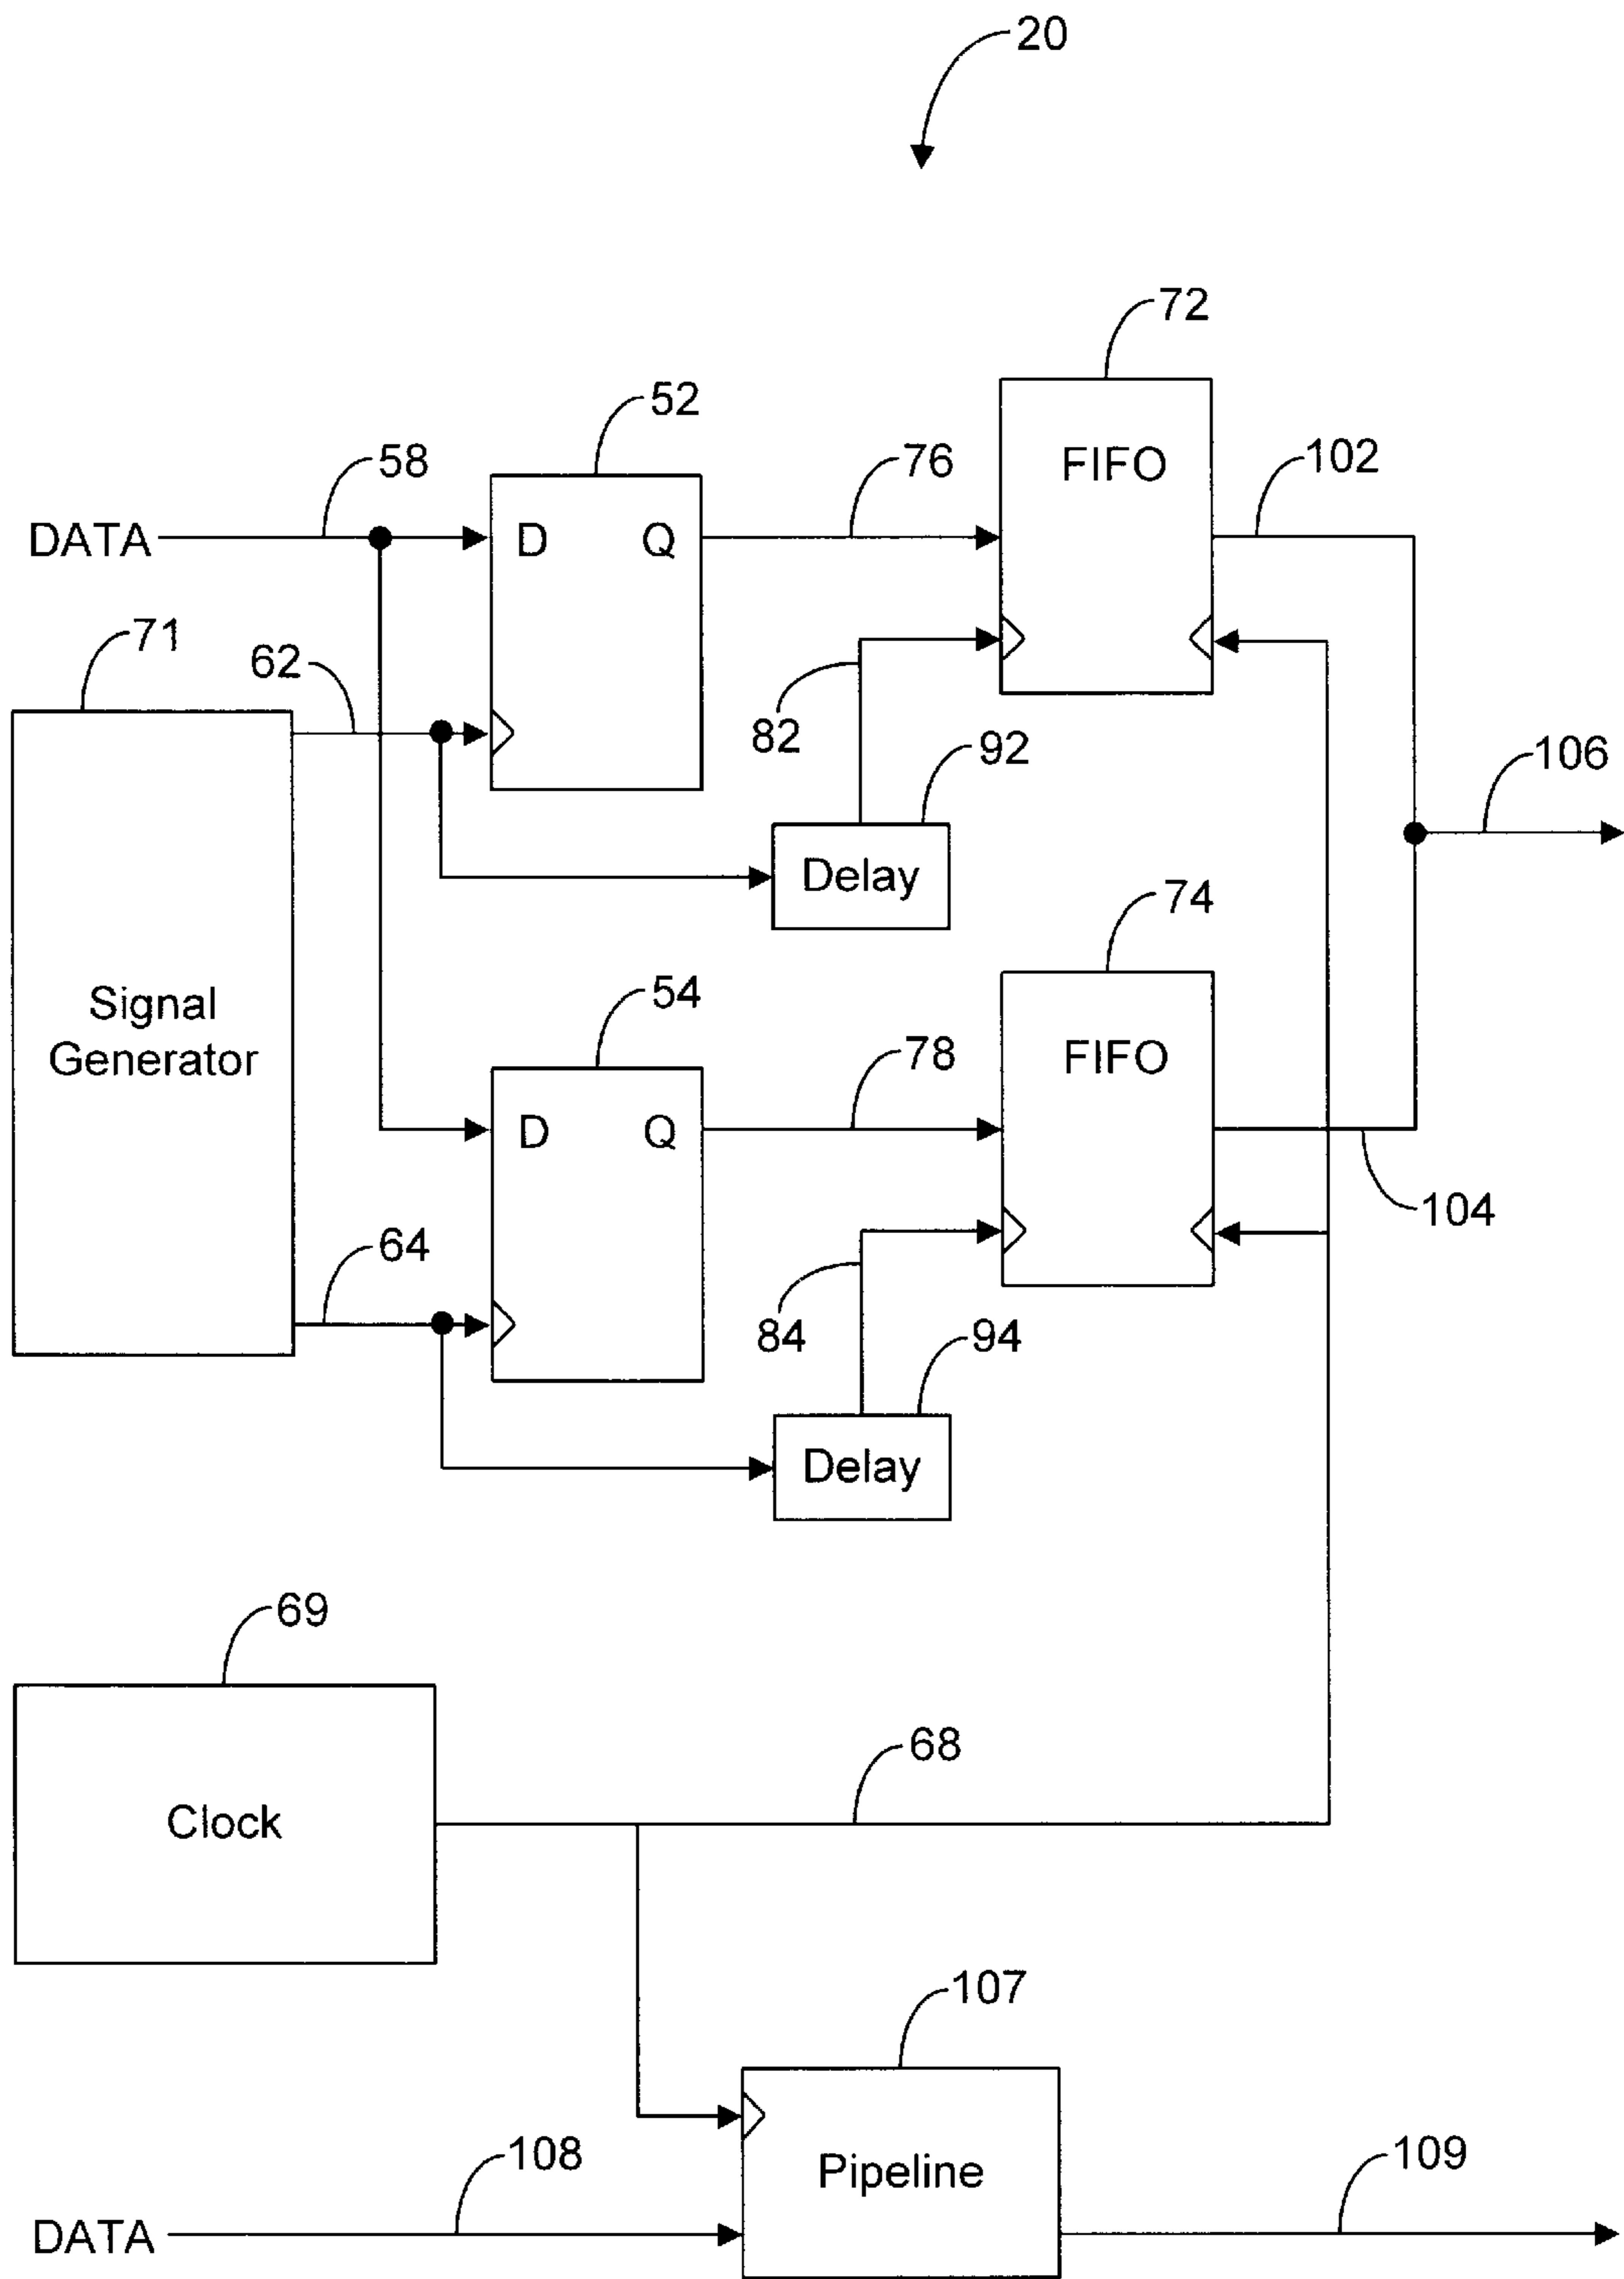 20
72
52
58
76
FIFO
102
DATA
D Q
71
62
82
92
106
Delay
74
54
Signal
Generator
78
FIFO
D Q
104
64
84
94
Delay
69
68
Clock
107
108
Pipeline
109
DATA